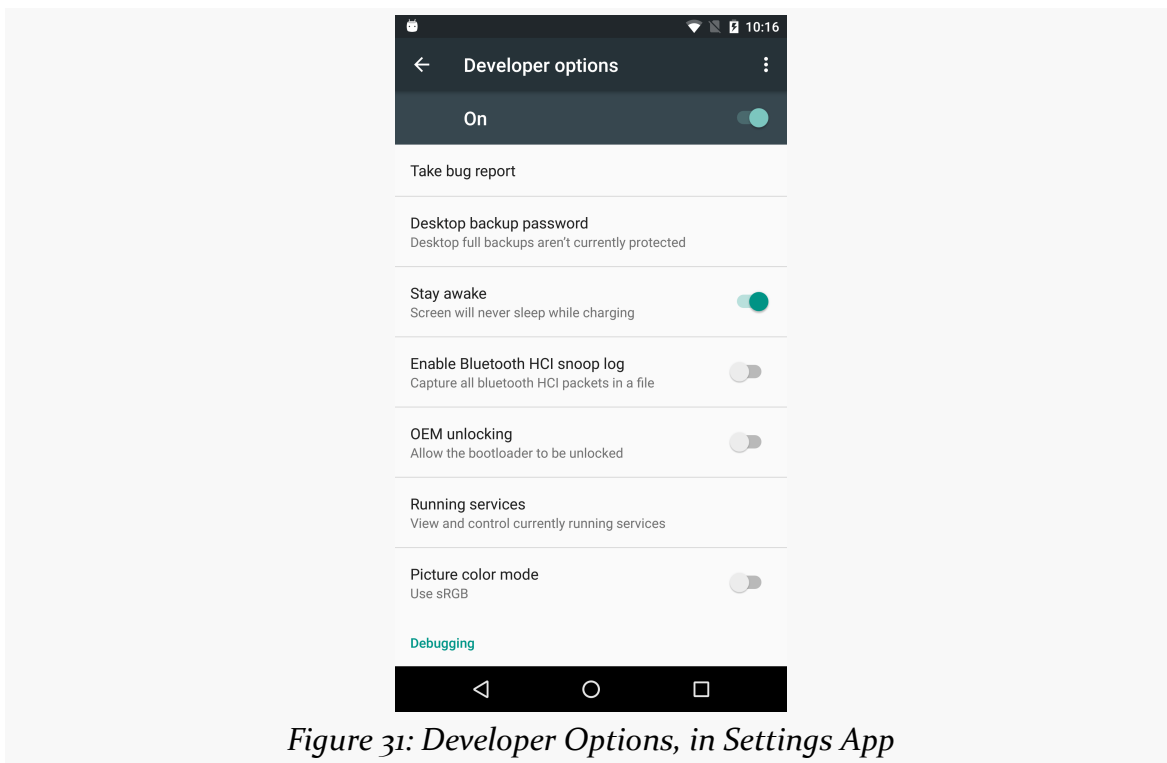 10:16
Developer options
On
Take bug report
Desktop backup password
Desktop full backups aren't currently protected
Stay awake
Screen will never sleep while charging
Enable Bluetooth HCI snoop log
Capture all bluetooth HCI packets in a file
OEM unlocking
Allow the bootloader to be unlocked
Running services
View and control currently running services
Picture color mode
Use sRGB
Debugging
Figure 31: Developer Options, in Settings App